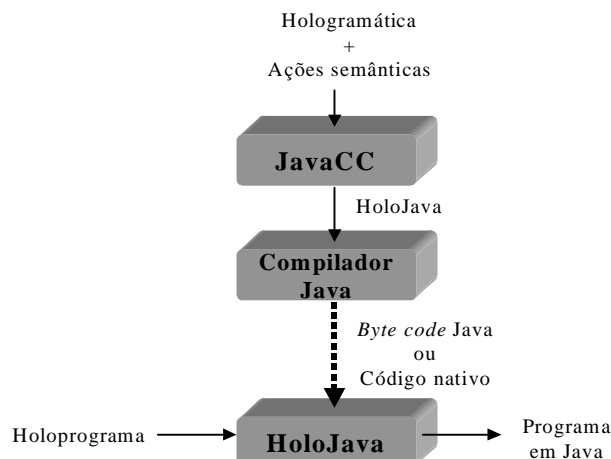 Hologramática
+
Ações semânticas
JavaCC
HoloJava
Compilador
Java
Byte code Java
ou
Código nativo
Holoprograma
HoloJava
Programa
em Java